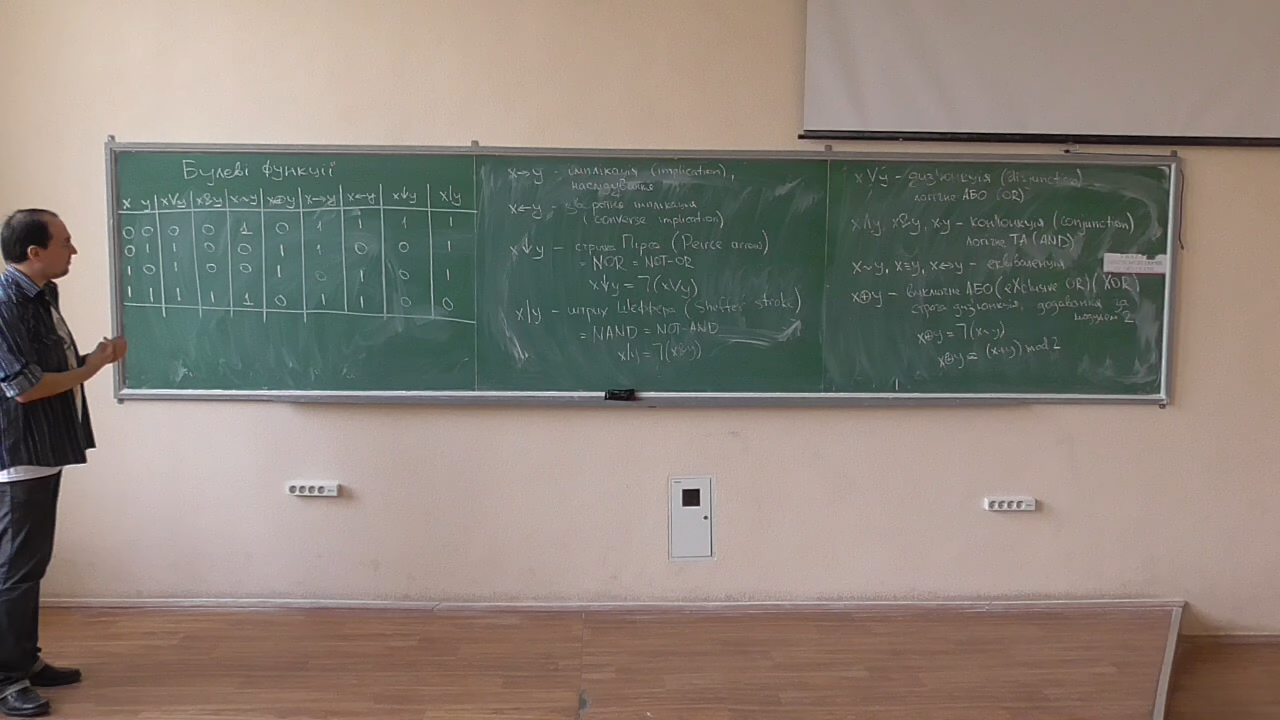 Булеві функції
x y x∨y x&y x~y x⊕y x→y x←y x↓y x|y
0 0 0 0 1 0 1 1 1 1
0 1 1 0 0 1 1 0 0 1
1 0 1 0 0 1 0 1 0 1
1 1 1 1 1 0 1 1 0 0
x→y - імплікація (implication),
наслідування
x←y - зворотна імплікація
(converse implication)
x↓y - стрілка Пірса (Peirce arrow)
= NOR = NOT-OR
x↓y = ¬(x∨y)
x|y - штрих Шеффера (Sheffer stroke)
= NAND = NOT-AND
x|y = ¬(x&y)
x∨y - диз'юнкція (disjunction)
логічне АБО (OR)
x∧y, x&y, xy - кон'юнкція (conjunction)
логічне ТА (AND)
x~y, x≡y, x↔y - еквіваленція
x⊕y - виключне АБО (eXclusive OR) (XOR)
строга диз'юнкція, додавання за
модулем 2
x⊕y = ¬(x~y)
x⊕y = (x+y) mod 2